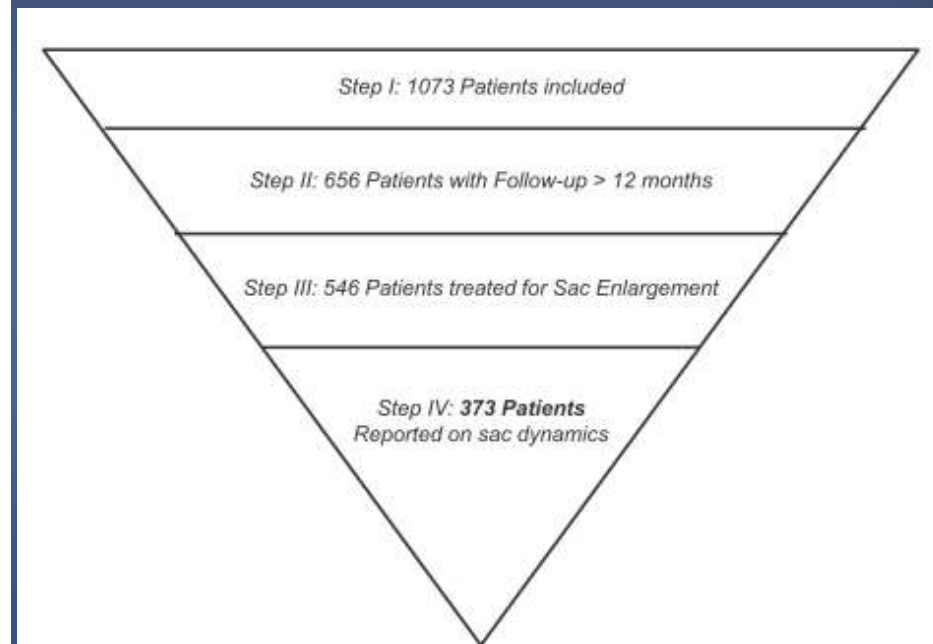 Step I: 1073 Patients included
Step II: 656 Patients with Follow-up > 12 months
Step III: 546 Patients treated for Sac Enlargement
Step IV: 373 Patients
Reported on sac dynamics